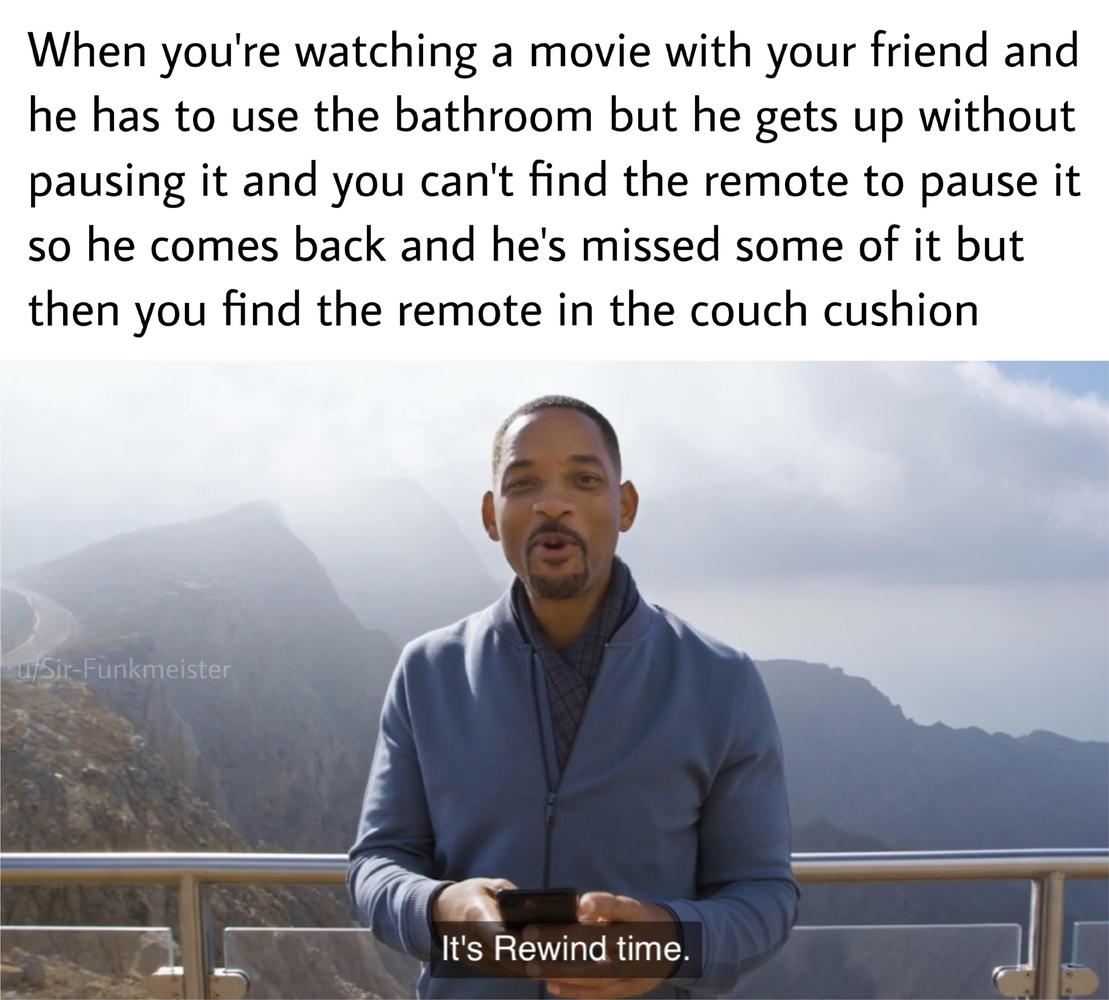 When you're watching a movie with your friend and
he has to use the bathroom but he gets up without
pausing it and you can't find the remote to pause it
so he comes back and he's missed some of it but
then you find the remote in the couch cushion
u/Sir-Funkmeister
It's Rewind time.